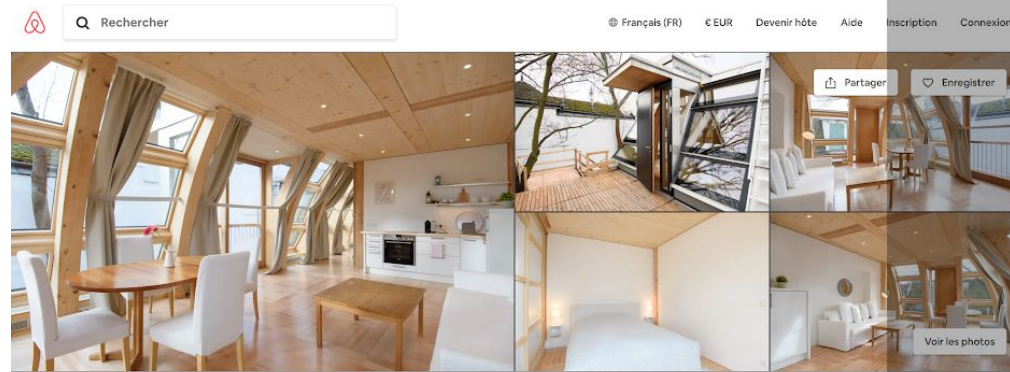 Rechercher
Français (FR) € EUR Devenir hôte Aide Inscription Connexion
Partager Enregistrer
Voir les photos